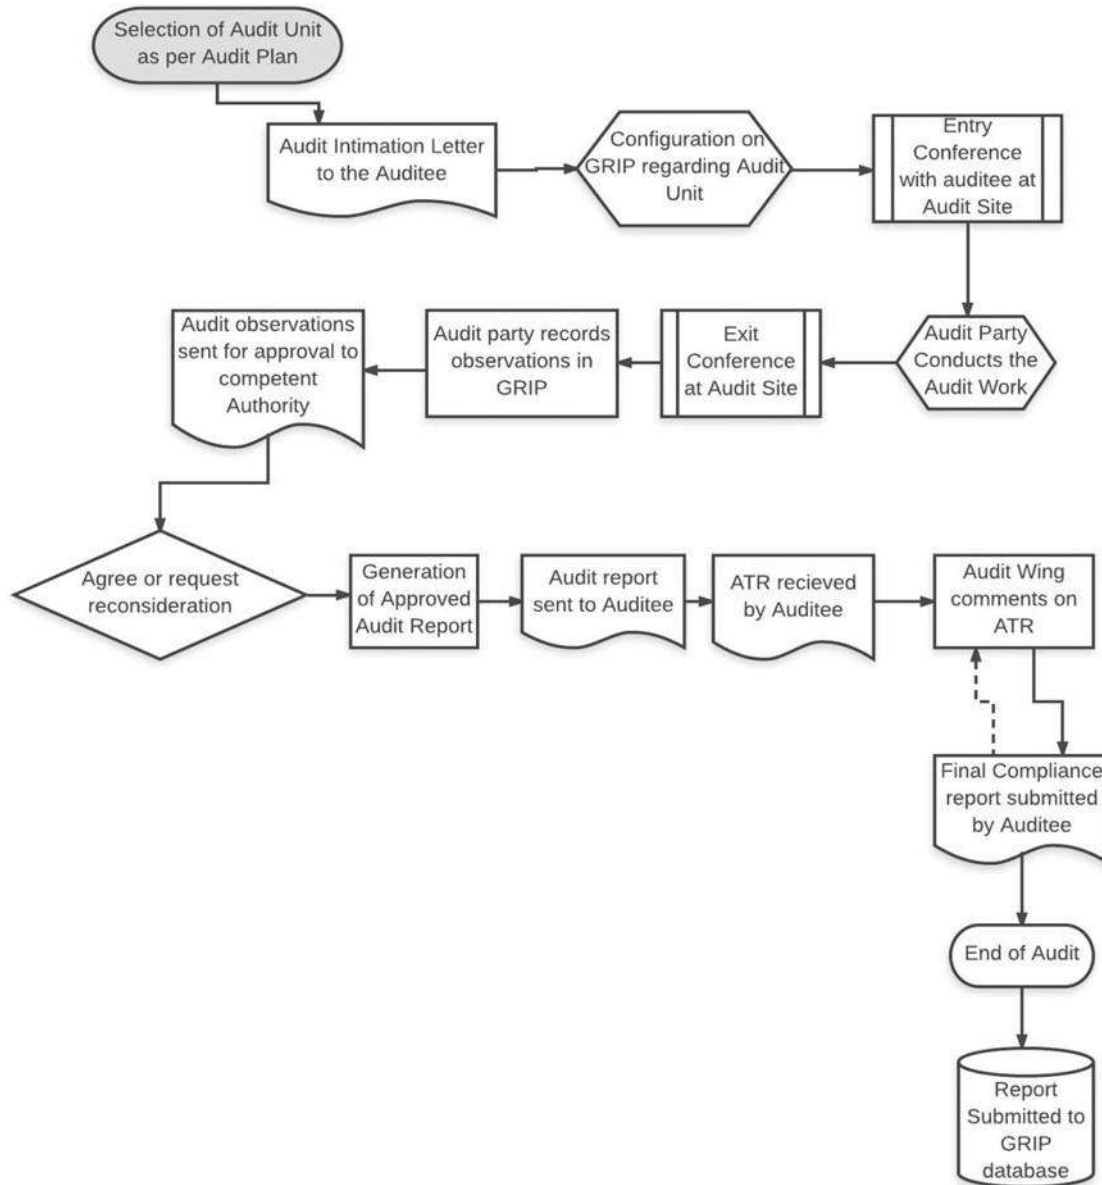 Selection of Audit Unit
as per Audit Plan
Audit Intimation Letter
to the Auditee
Configuration on
GRIP regarding Audit
Unit
Entry
Conference
with auditee at
Audit Site
Audit Party
Conducts the
Audit Work
Exit
Conference
at Audit Site
Audit party records
observations in
GRIP
Audit observations
sent for approval to
competent
Authority
Agree or request
reconsideration
Generation
of Approved
Audit Report
Audit report
sent to Auditee
ATR recieved
by Auditee
Audit Wing
comments on
ATR
Final Compliance
report submitted
by Auditee
End of Audit
Report
Submitted to
GRIP
database